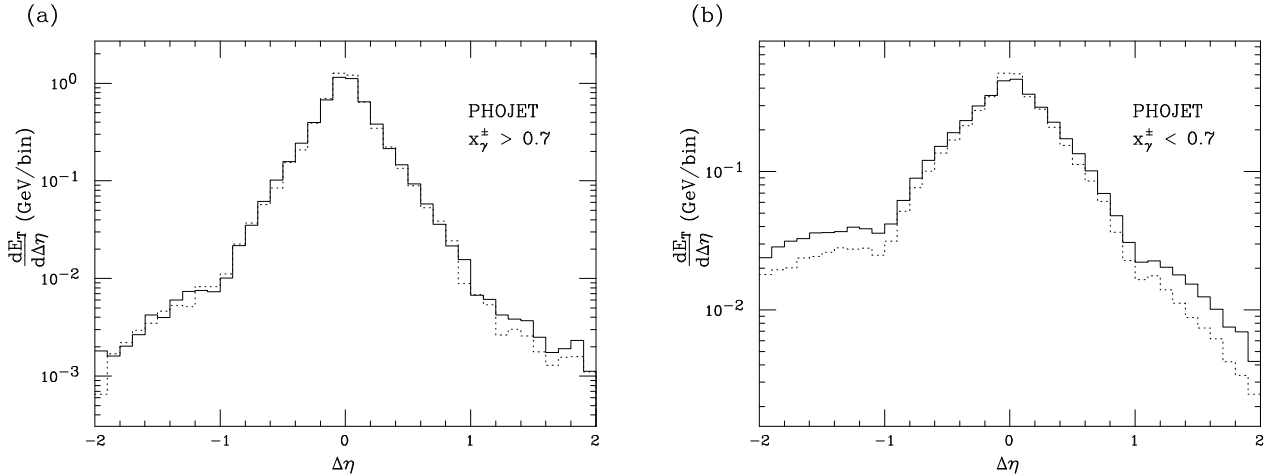 (a)
dE_T/dΔη (GeV/bin)
10^0
10^-1
10^-2
10^-3
PHOJET
x_γ^± > 0.7
−2 −1 0 1 2
Δη
(b)
dE_T/dΔη (GeV/bin)
10^-1
10^-2
PHOJET
x_γ^± < 0.7
−2 −1 0 1 2
Δη